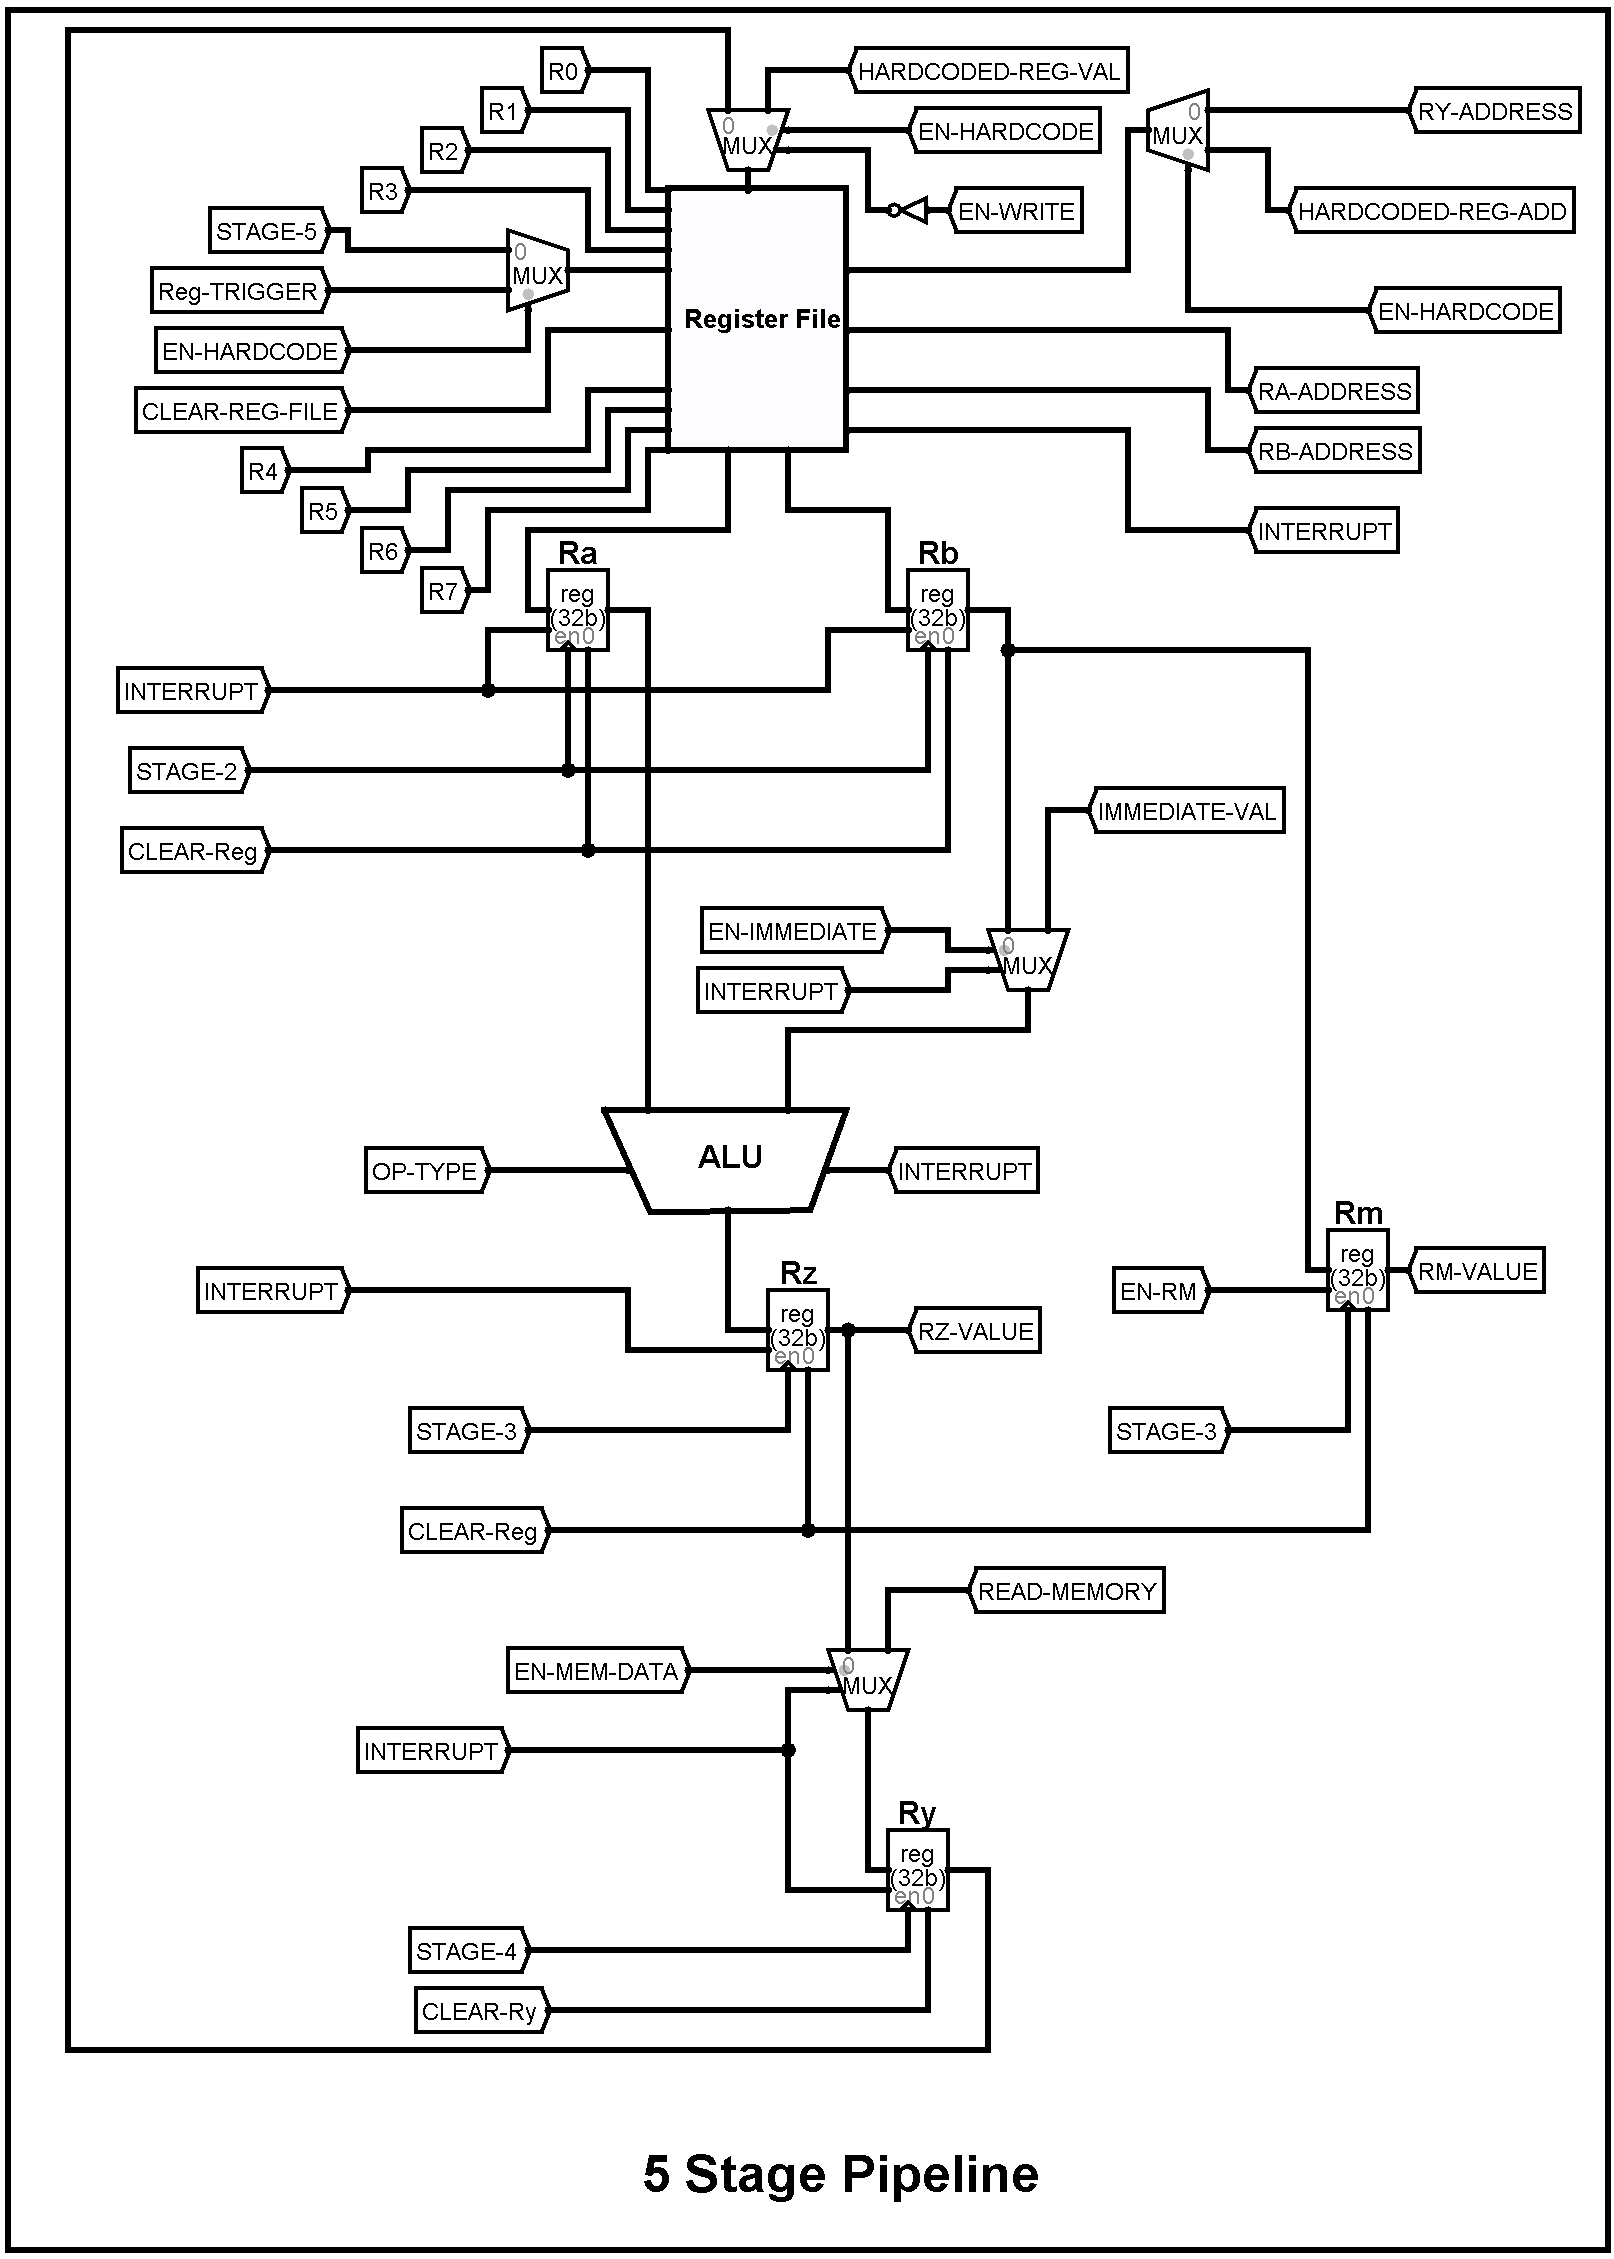 R0
HARDCODED-REG-VAL
RY-ADDRESS
R1
0
EN-HARDCODE
0
MUX
R2
MUX
R3
HARDCODED-REG-ADD
EN-WRITE
STAGE-5
0
MUX
Reg-TRIGGER
Register File
EN-HARDCODE
EN-HARDCODE
RA-ADDRESS
CLEAR-REG-FILE
RB-ADDRESS
R4
R5
INTERRUPT
R6
R7
Ra
reg
(32b)
en0
Rb
reg
(32b)
en0
INTERRUPT
STAGE-2
IMMEDIATE-VAL
CLEAR-Reg
EN-IMMEDIATE
0
MUX
INTERRUPT
ALU
OP-TYPE
INTERRUPT
Rm
reg
(32b)
en0
RM-VALUE
EN-RM
INTERRUPT
Rz
reg
(32b)
en0
RZ-VALUE
STAGE-3
STAGE-3
CLEAR-Reg
READ-MEMORY
EN-MEM-DATA
0
MUX
INTERRUPT
Ry
reg
(32b)
en0
STAGE-4
CLEAR-Ry
5 Stage Pipeline